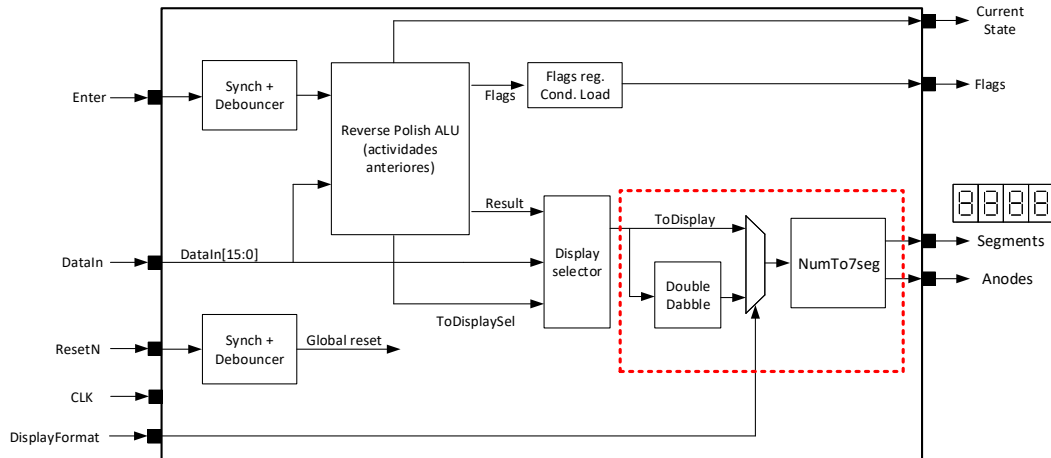 Current
State
Synch +
Debouncer
Enter
Flags
Flags reg.
Cond. Load
Flags
Reverse Polish ALU
(actividades
anteriores)
Result
ToDisplay
DataIn
DataIn[15:0]
Display
selector
NumTo7seg
Segments
Double
Dabble
Anodes
ToDisplaySel
ResetN
Synch +
Debouncer
Global reset
CLK
DisplayFormat